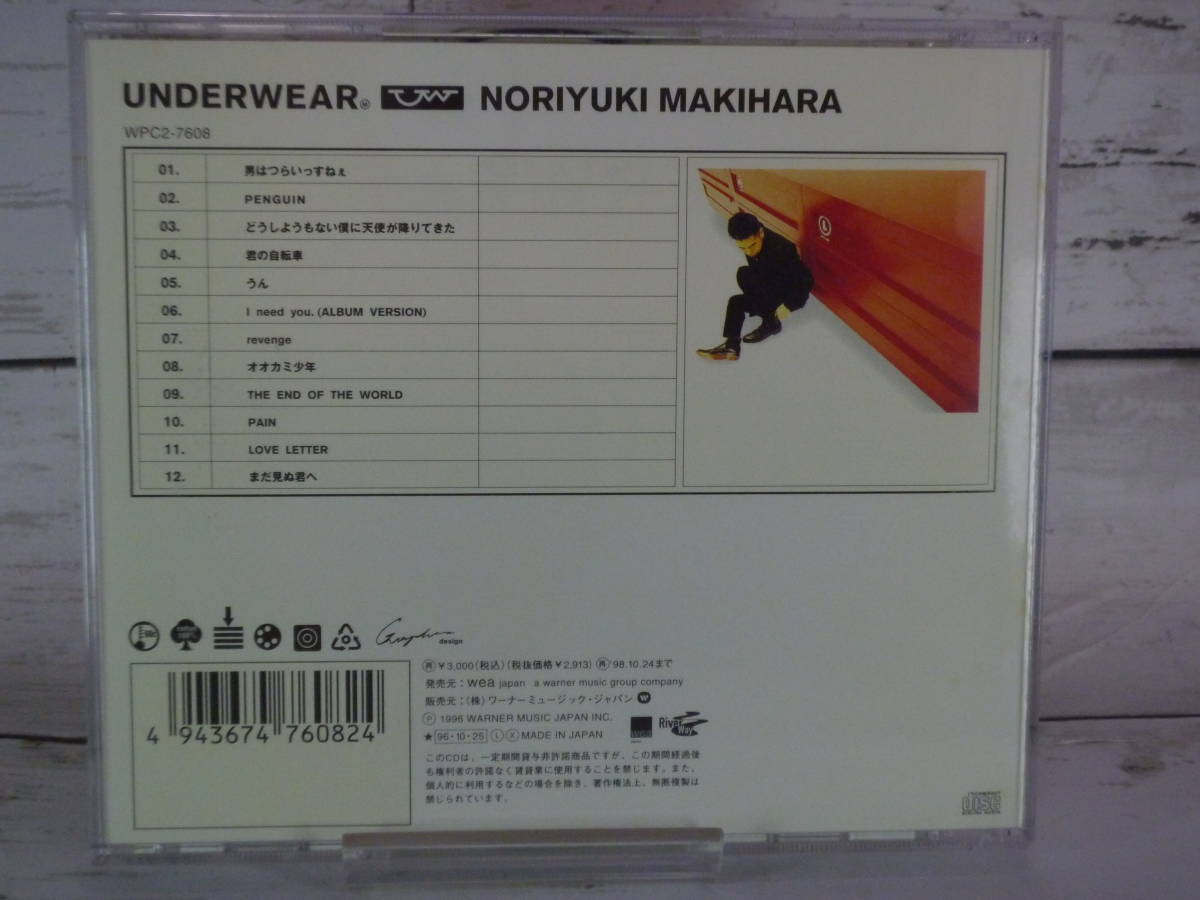 UNDERWEAR® UW NORIYUKI MAKIHARA
WPC2-7608
01. 男はつらいっすねぇ
02. PENGUIN
03. どうしようもない僕に天使が降りてきた
04. 君の自転車
05. うん
06. I need you.(ALBUM VERSION)
07. revenge
08. オオカミ少年
09. THE END OF THE WORLD
10. PAIN
11. LOVE LETTER
12. まだ見ぬ君へ
design
再¥3,000(税込)(税抜価格¥2,913)再'98.10.24まで
発売元:wea japan a warner music group company
販売元:(株)ワーナーミュージック・ジャパン
Ⓟ1996 WARNER MUSIC JAPAN INC.
★96・10・25ⓁⓍMADE IN JAPAN
River Way
このCDは、一定期間貸与非許諾商品ですが、この期間経過後
も権利者の許諾なく賃貸業に使用することを禁じます。また、
個人的に利用するなどの場合を除き、著作権法上、無断複製は
禁じられています。
4 943674 760824
DISC